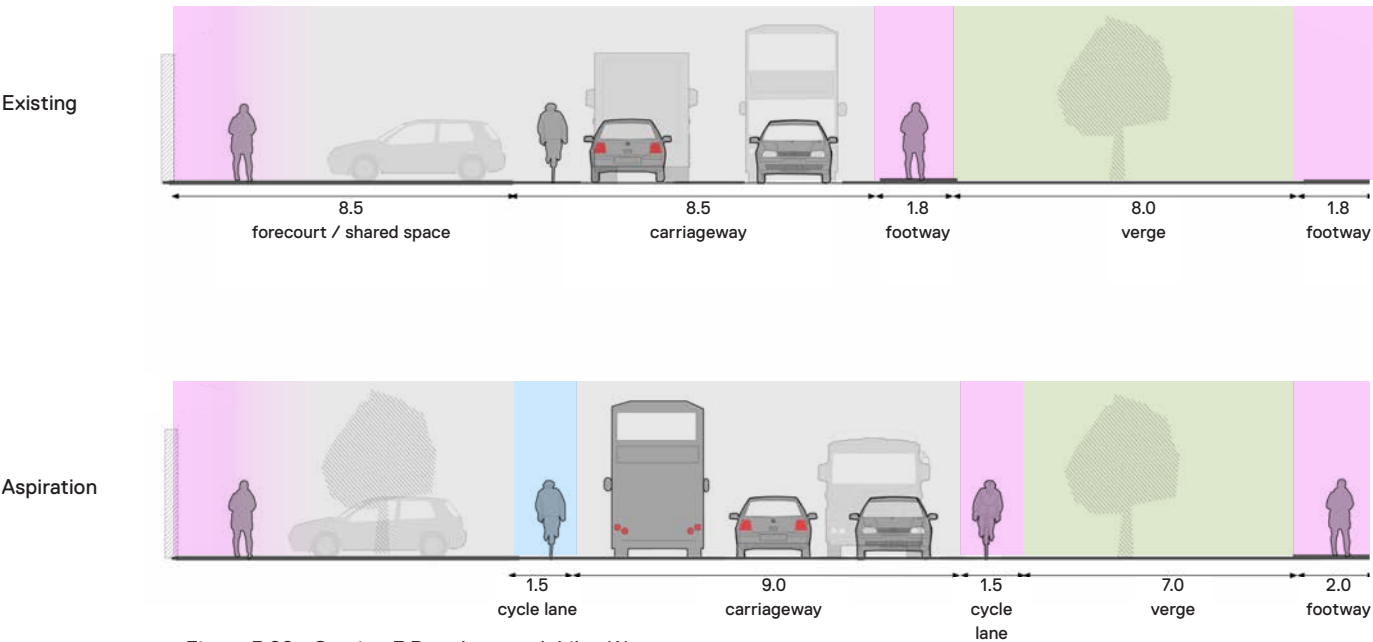 Existing
8.5
forecourt / shared space
8.5
carriageway
1.8
footway
8.0
verge
1.8
footway
Aspiration
1.5
cycle lane
9.0
carriageway
1.5
cycle
lane
7.0
verge
2.0
footway